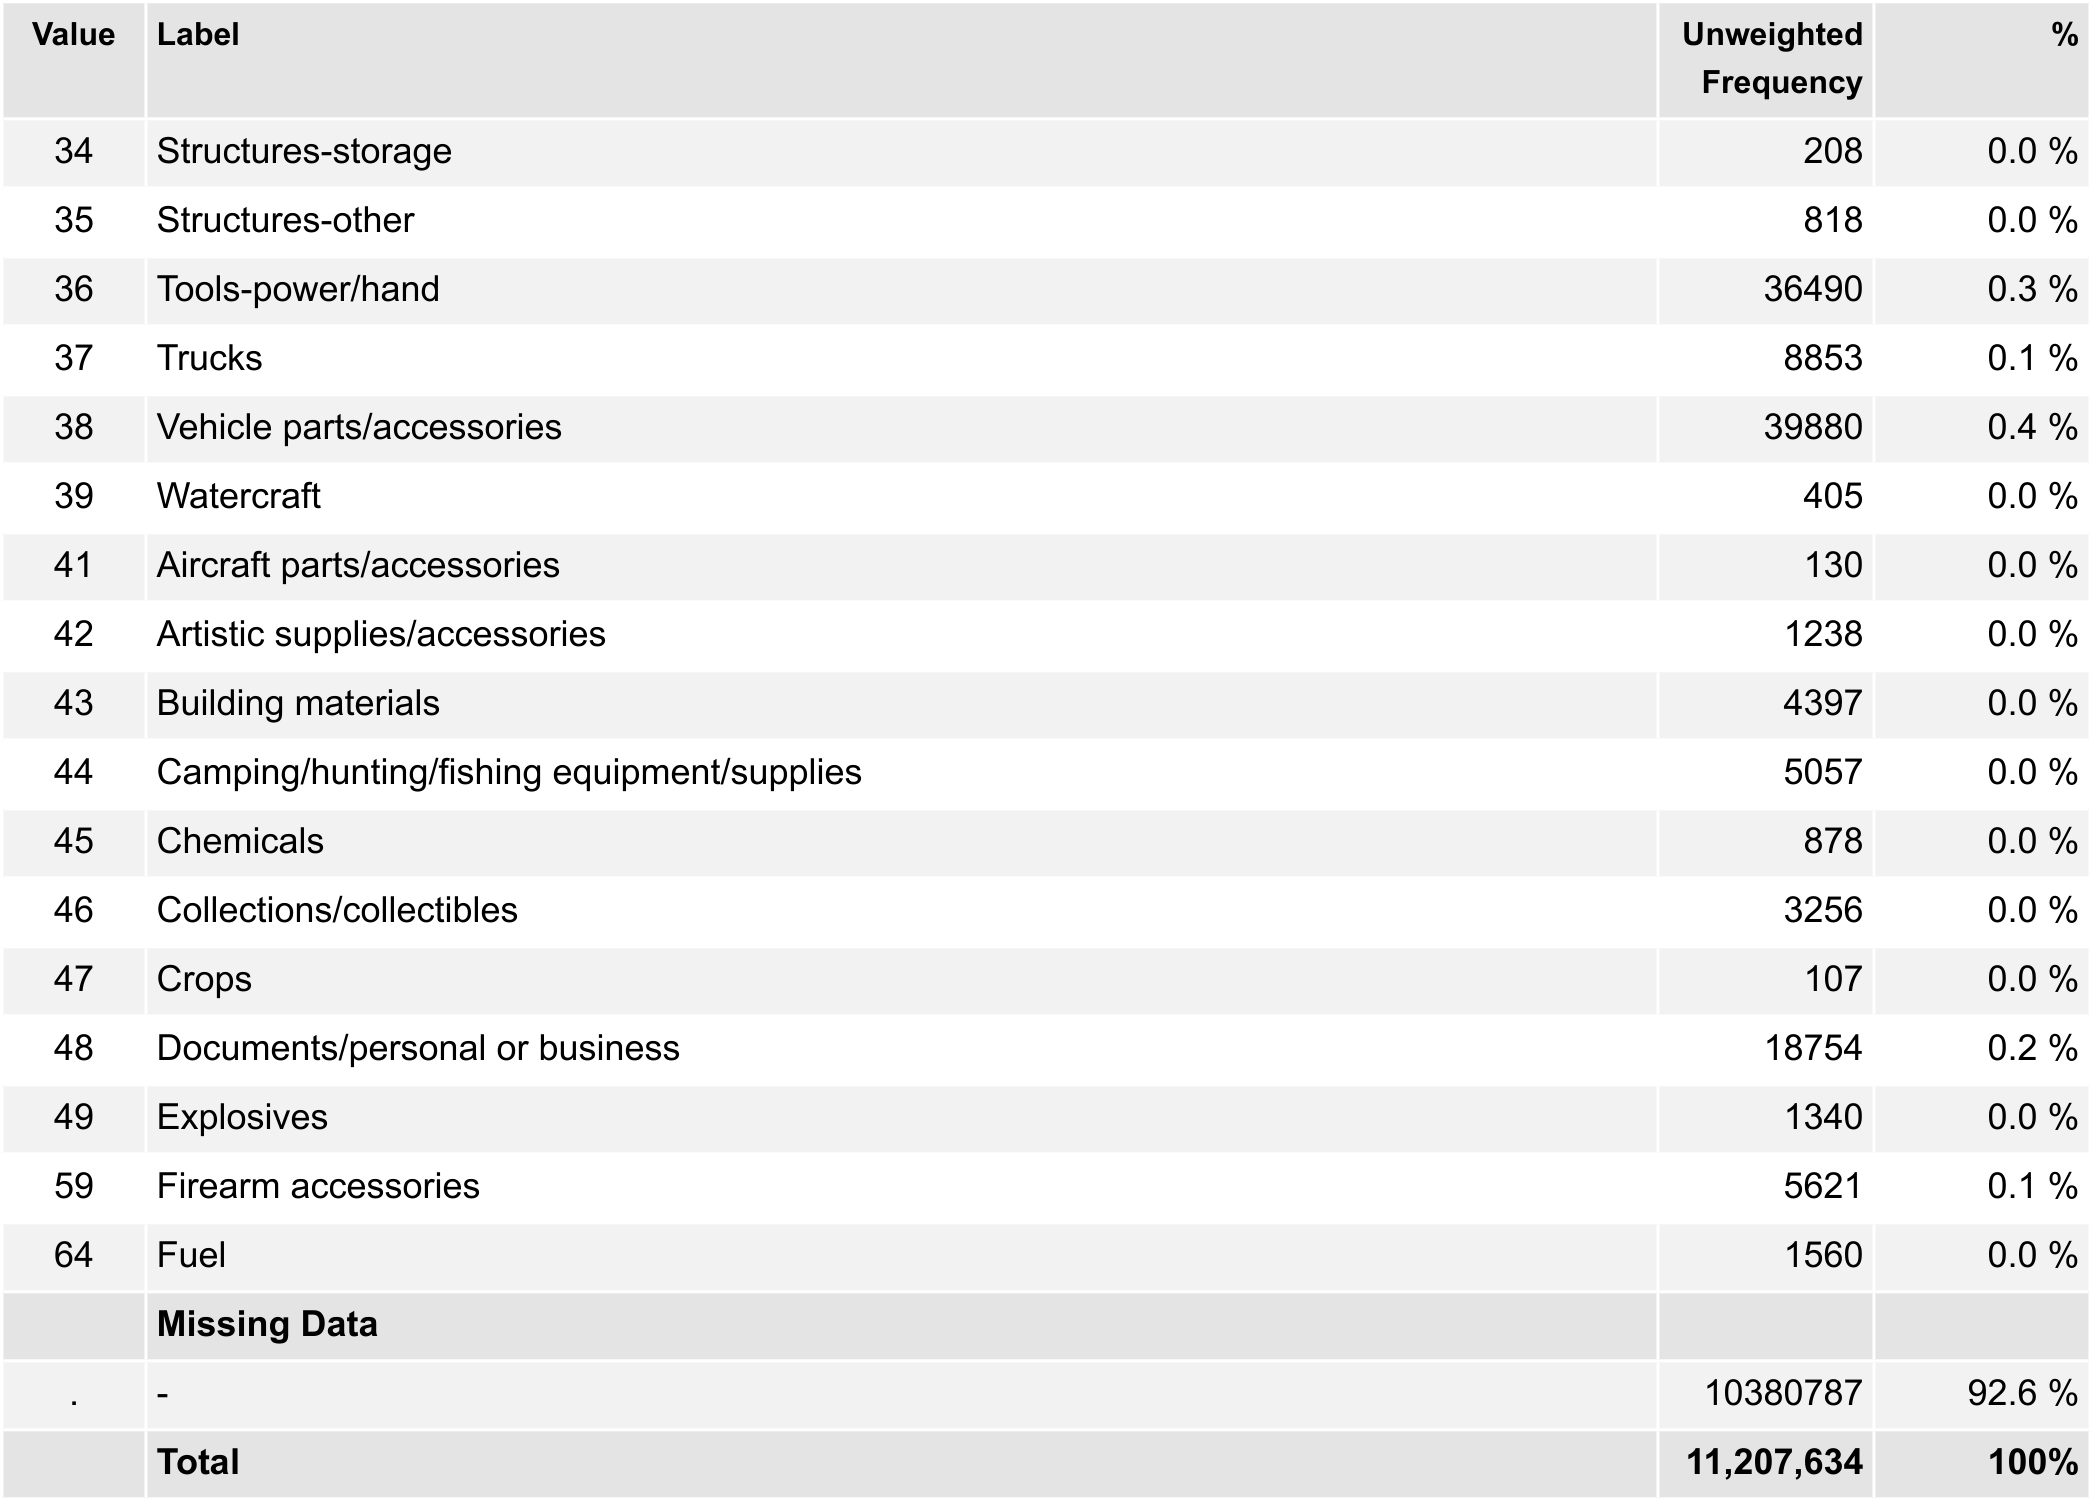 Value Label Unweighted Frequency %
34 Structures-storage 208 0.0 %
35 Structures-other 818 0.0 %
36 Tools-power/hand 36490 0.3 %
37 Trucks 8853 0.1 %
38 Vehicle parts/accessories 39880 0.4 %
39 Watercraft 405 0.0 %
41 Aircraft parts/accessories 130 0.0 %
42 Artistic supplies/accessories 1238 0.0 %
43 Building materials 4397 0.0 %
44 Camping/hunting/fishing equipment/supplies 5057 0.0 %
45 Chemicals 878 0.0 %
46 Collections/collectibles 3256 0.0 %
47 Crops 107 0.0 %
48 Documents/personal or business 18754 0.2 %
49 Explosives 1340 0.0 %
59 Firearm accessories 5621 0.1 %
64 Fuel 1560 0.0 %
Missing Data
. - 10380787 92.6 %
Total 11,207,634 100%